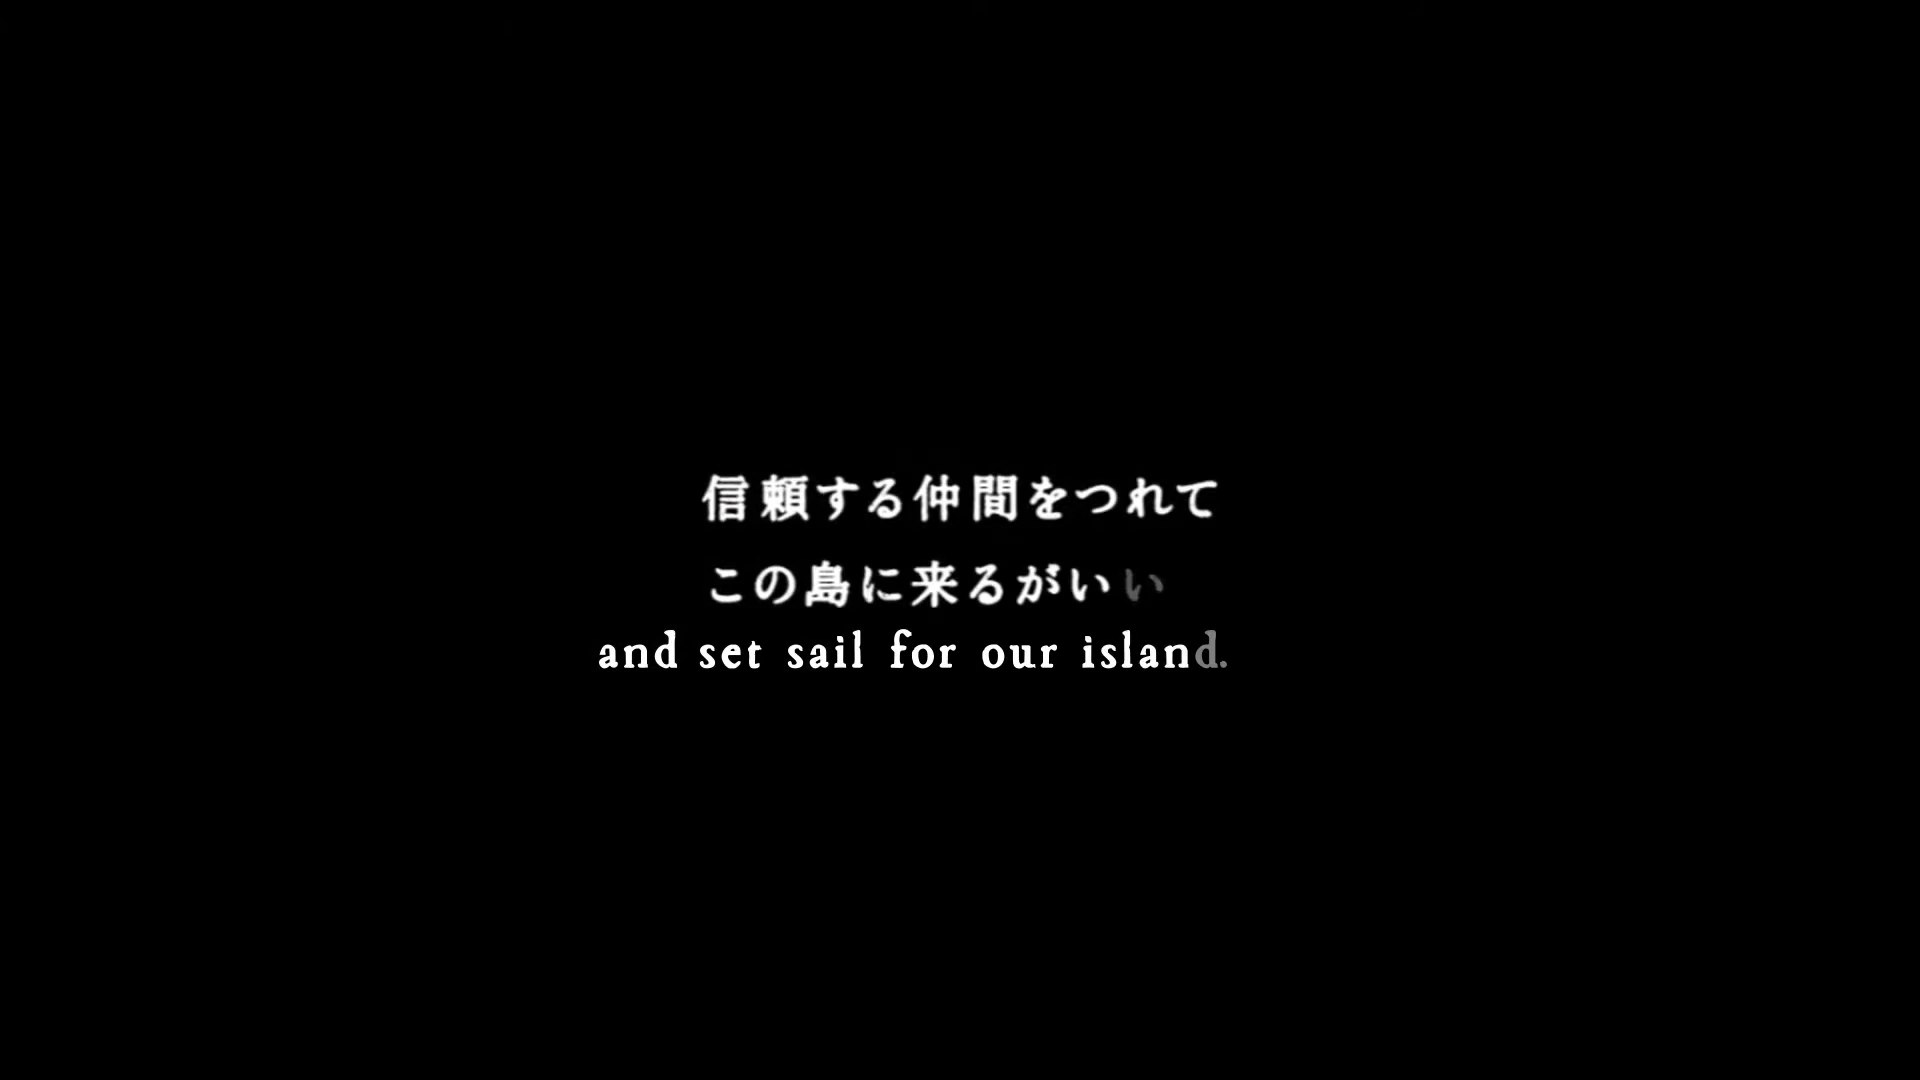 信頼する仲間をつれて
この島に来るがいい
and set sail for our island.